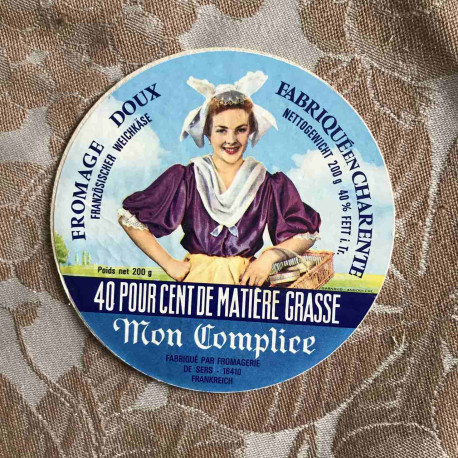 FROMAGE DOUX
FRANZÖSISCHER WEICHKÄSE
FABRIQUÉ EN CHARENTE
NETTOGEWICHT 200 g 40% FETT i. Tr.
Poids net 200 g
40 POUR CENT DE MATIÈRE GRASSE
Mon Complice
FABRIQUÉ PAR FROMAGERIE
DE SERS - 16410
FRANKREICH